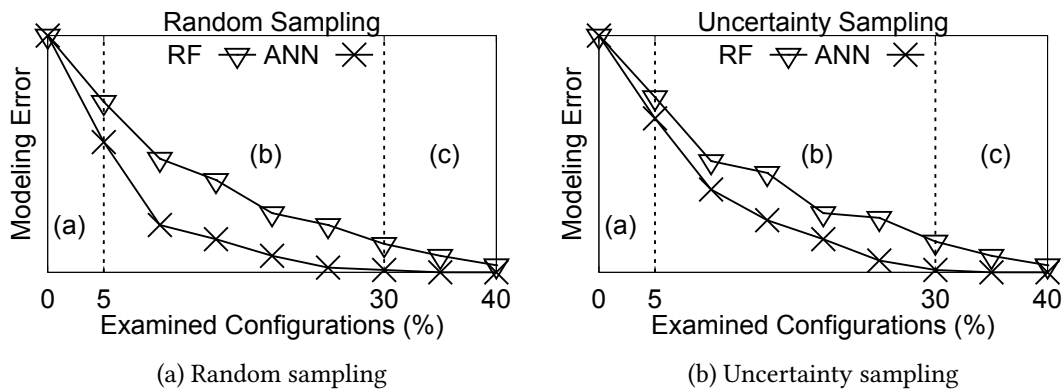 Random Sampling
RF ANN
Modeling Error
(a)
(b)
(c)
0 5 30 40
Examined Configurations (%)
(a) Random sampling
Uncertainty Sampling
RF ANN
Modeling Error
(a)
(b)
(c)
0 5 30 40
Examined Configurations (%)
(b) Uncertainty sampling